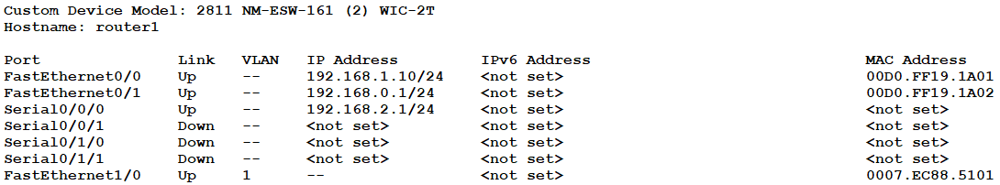 Custom Device Model: 2811 NM-ESW-161 (2) WIC-2T
Hostname: router1
Port Link VLAN IP Address IPv6 Address MAC Address
FastEthernet0/0 Up -- 192.168.1.10/24 <not set> 00D0.FF19.1A01
FastEthernet0/1 Up -- 192.168.0.1/24 <not set> 00D0.FF19.1A02
Serial0/0/0 Up -- 192.168.2.1/24 <not set> <not set>
Serial0/0/1 Down -- <not set> <not set> <not set>
Serial0/1/0 Down -- <not set> <not set> <not set>
Serial0/1/1 Down -- <not set> <not set> <not set>
FastEthernet1/0 Up 1 -- <not set> 0007.EC88.5101